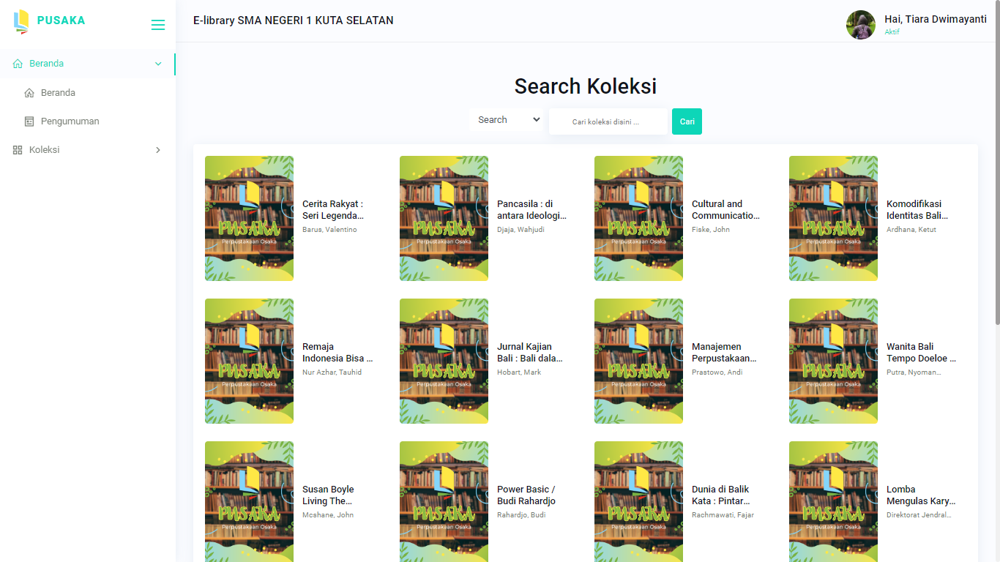 PUSAKA
E-library SMA NEGERI 1 KUTA SELATAN
Hai, Tiara Dwimayanti
Aktif
Beranda
Beranda
Pengumuman
Koleksi
Search Koleksi
Search
Cari koleksi disini ...
Cari
PUSAKA
Perpustakaan Osaka
Cerita Rakyat :
Seri Legenda...
Barus, Valentino
PUSAKA
Perpustakaan Osaka
Pancasila : di
antara Ideologi...
Djaja, Wahjudi
PUSAKA
Perpustakaan Osaka
Cultural and
Communicatio...
Fiske, John
PUSAKA
Perpustakaan Osaka
Komodifikasi
Identitas Bali...
Ardhana, Ketut
PUSAKA
Perpustakaan Osaka
Remaja
Indonesia Bisa ...
Nur Azhar, Tauhid
PUSAKA
Perpustakaan Osaka
Jurnal Kajian
Bali : Bali dala...
Hobart, Mark
PUSAKA
Perpustakaan Osaka
Manajemen
Perpustakaan...
Prastowo, Andi
PUSAKA
Perpustakaan Osaka
Wanita Bali
Tempo Doeloe ...
Putra, Nyoman...
PUSAKA
Perpustakaan Osaka
Susan Boyle
Living The...
Mcshane, John
PUSAKA
Perpustakaan Osaka
Power Basic /
Budi Rahardjo
Rahardjo, Budi
PUSAKA
Perpustakaan Osaka
Dunia di Balik
Kata : Pintar...
Rachmawati, Fajar
PUSAKA
Perpustakaan Osaka
Lomba
Mengulas Kary...
Direktorat Jendral...